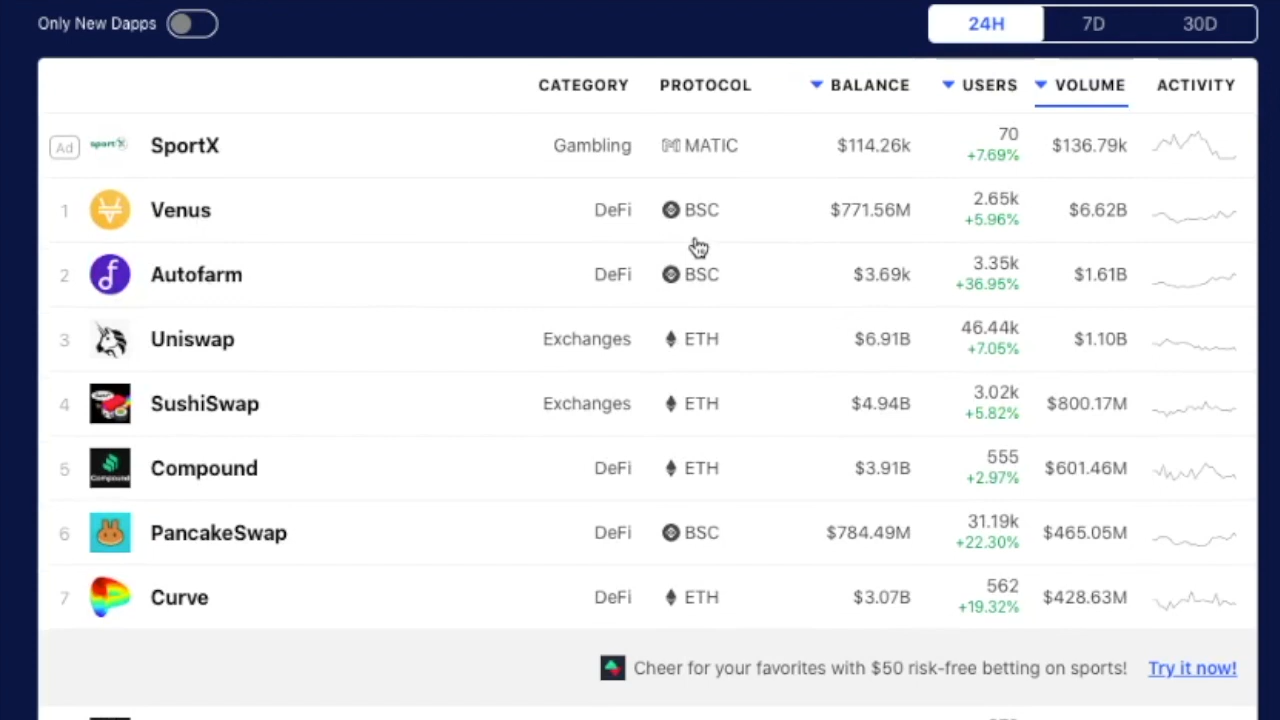 Only New Dapps
24H 7D 30D
CATEGORY PROTOCOL BALANCE USERS VOLUME ACTIVITY
Ad sportX SportX Gambling MATIC $114.26k 70 +7.69% $136.79k
1 Venus DeFi BSC $771.56M 2.65k +5.96% $6.62B
2 Autofarm DeFi BSC $3.69k 3.35k +36.95% $1.61B
3 Uniswap Exchanges ETH $6.91B 46.44k +7.05% $1.10B
4 SushiSwap Exchanges ETH $4.94B 3.02k +5.82% $800.17M
5 Compound Compound DeFi ETH $3.91B 555 +2.97% $601.46M
6 PancakeSwap DeFi BSC $784.49M 31.19k +22.30% $465.05M
7 Curve DeFi ETH $3.07B 562 +19.32% $428.63M
Cheer for your favorites with $50 risk-free betting on sports! Try it now!